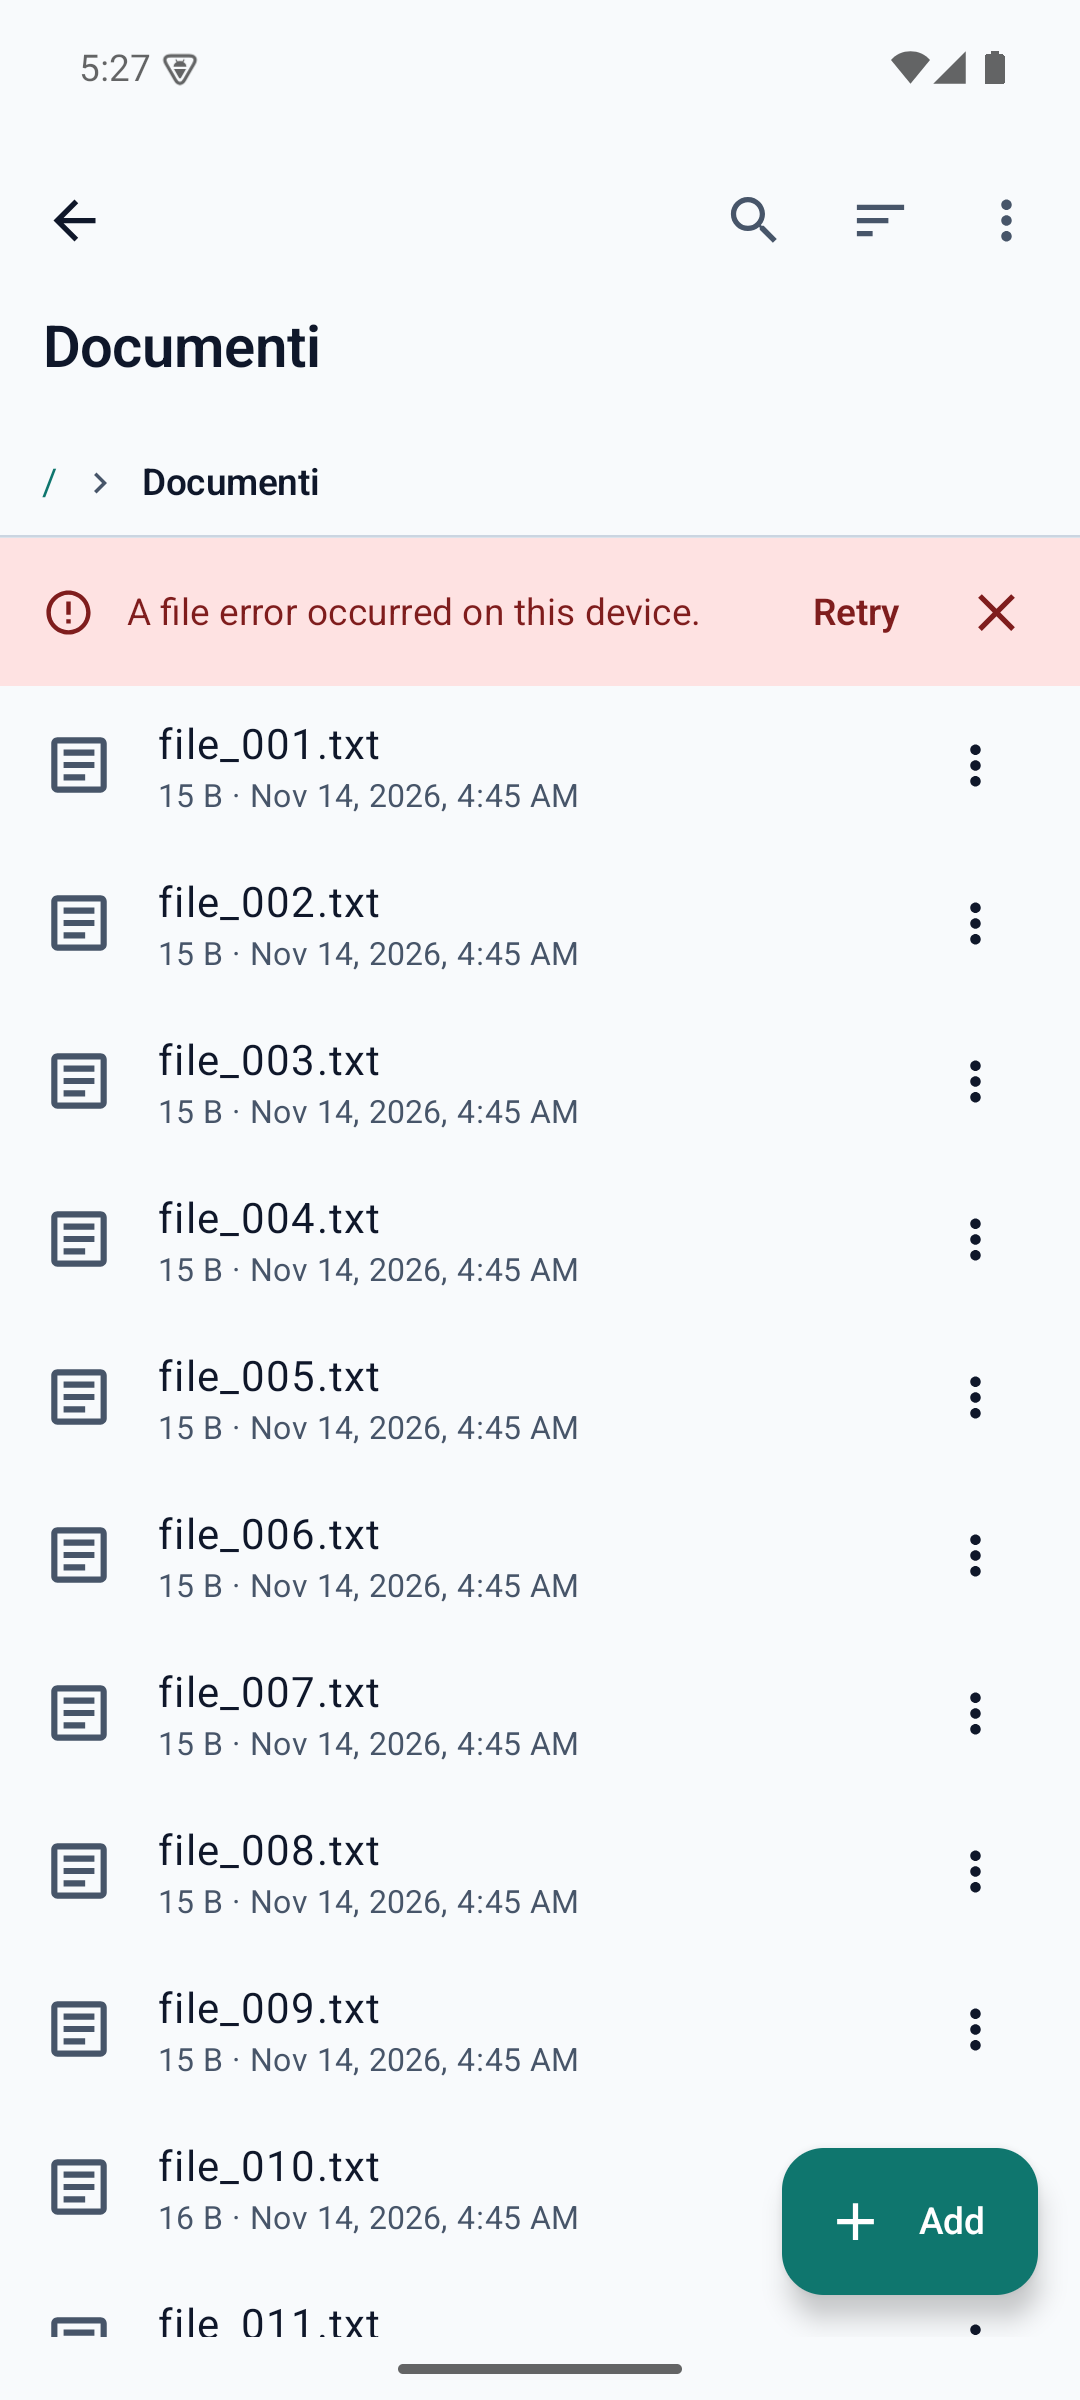 5:27
Documenti
/ > Documenti
A file error occurred on this device. Retry
file_001.txt
15 B · Nov 14, 2026, 4:45 AM
file_002.txt
15 B · Nov 14, 2026, 4:45 AM
file_003.txt
15 B · Nov 14, 2026, 4:45 AM
file_004.txt
15 B · Nov 14, 2026, 4:45 AM
file_005.txt
15 B · Nov 14, 2026, 4:45 AM
file_006.txt
15 B · Nov 14, 2026, 4:45 AM
file_007.txt
15 B · Nov 14, 2026, 4:45 AM
file_008.txt
15 B · Nov 14, 2026, 4:45 AM
file_009.txt
15 B · Nov 14, 2026, 4:45 AM
file_010.txt
16 B · Nov 14, 2026, 4:45 AM
Add
file_011.txt